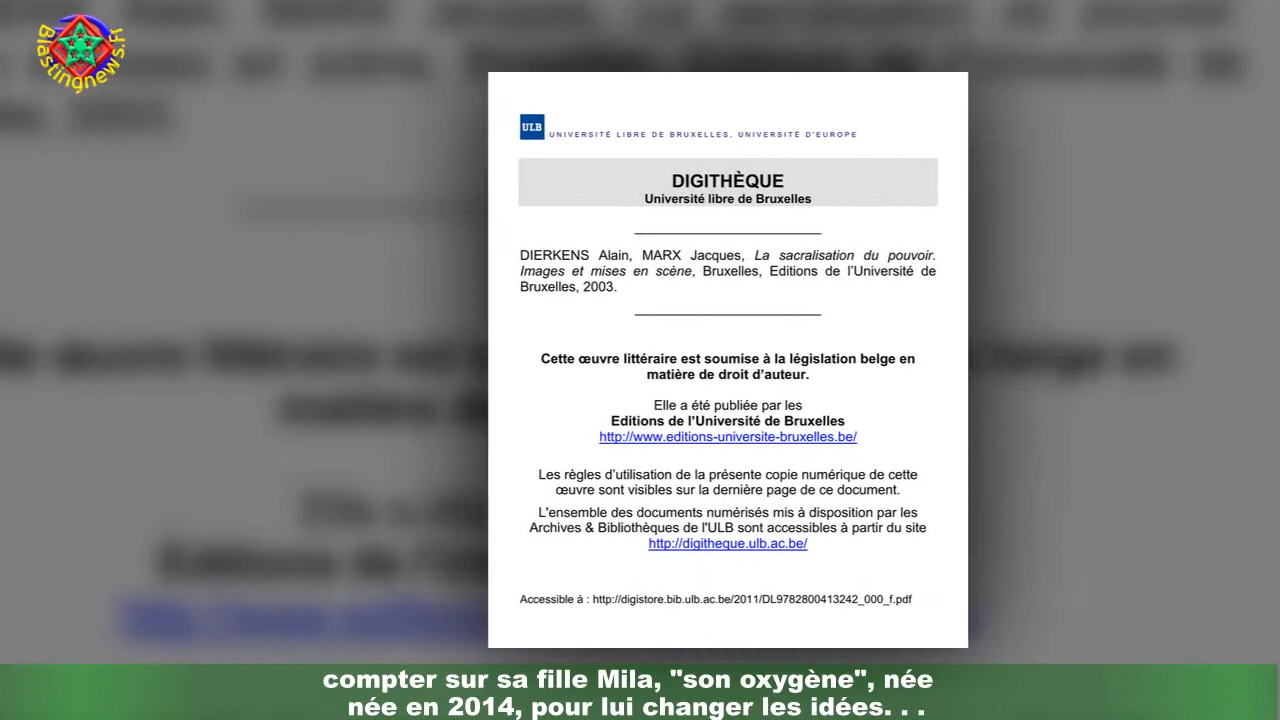 Blastingnews.Fr
ULB UNIVERSITÉ LIBRE DE BRUXELLES, UNIVERSITÉ D'EUROPE
DIGITHÈQUE
Université libre de Bruxelles
DIERKENS Alain, MARX Jacques, La sacralisation du pouvoir.
Images et mises en scène, Bruxelles, Editions de l'Université de
Bruxelles, 2003.
Cette œuvre littéraire est soumise à la législation belge en
matière de droit d'auteur.
Elle a été publiée par les
Editions de l'Université de Bruxelles
http://www.editions-universite-bruxelles.be/
Les règles d'utilisation de la présente copie numérique de cette
œuvre sont visibles sur la dernière page de ce document.
L'ensemble des documents numérisés mis à disposition par les
Archives & Bibliothèques de l'ULB sont accessibles à partir du site
http://digitheque.ulb.ac.be/
Accessible à : http://digistore.bib.ulb.ac.be/2011/DL9782800413242_000_f.pdf
compter sur sa fille Mila, "son oxygène", née
née en 2014, pour lui changer les idées. . .